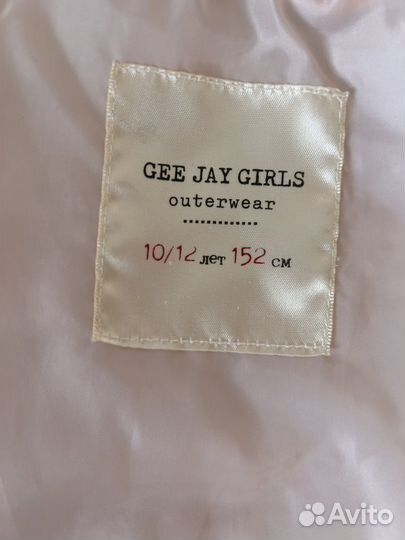 GEE JAY GIRLS
outerwear
10/12 лет 152 см
Avito